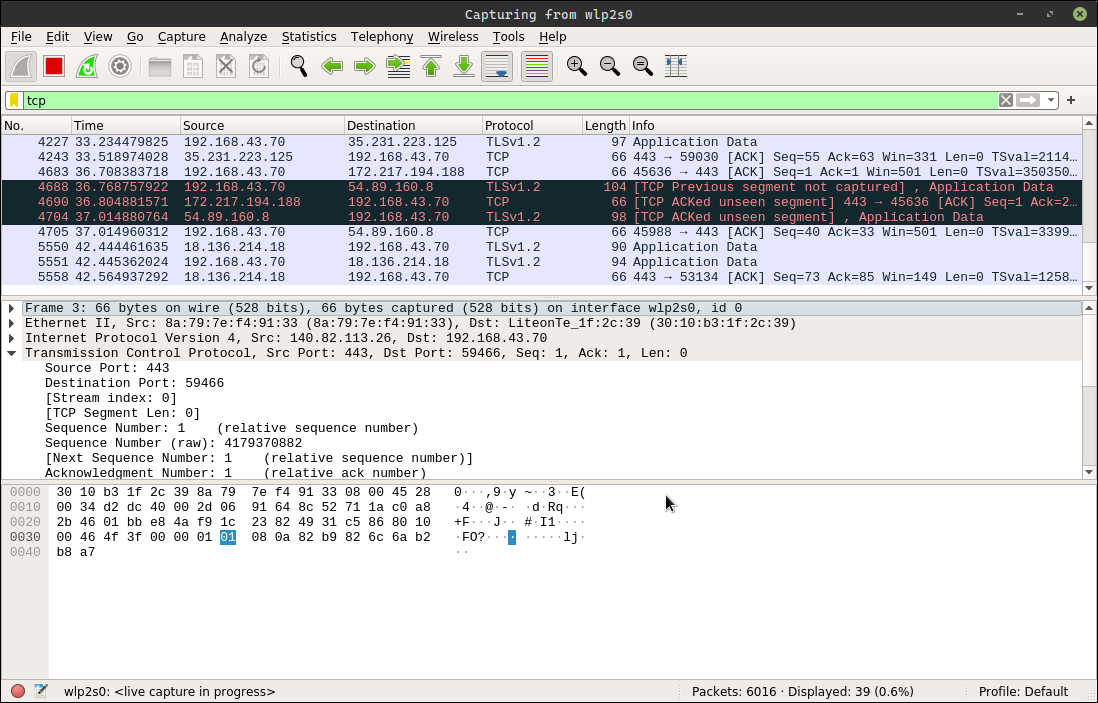 Capturing from wlp2s0
File Edit View Go Capture Analyze Statistics Telephony Wireless Tools Help
tcp
No. Time Source Destination Protocol Length Info
4227 33.234479825 192.168.43.70 35.231.223.125 TLSv1.2 97 Application Data
4243 33.518974028 35.231.223.125 192.168.43.70 TCP 66 443 → 59030 [ACK] Seq=55 Ack=63 Win=331 Len=0 TSval=2114…
4683 36.708383718 192.168.43.70 172.217.194.188 TCP 66 45636 → 443 [ACK] Seq=1 Ack=1 Win=501 Len=0 TSval=350350…
4688 36.768757922 192.168.43.70 54.89.160.8 TLSv1.2 104 [TCP Previous segment not captured] , Application Data
4690 36.804881571 172.217.194.188 192.168.43.70 TCP 66 [TCP ACKed unseen segment] 443 → 45636 [ACK] Seq=1 Ack=2…
4704 37.014880764 54.89.160.8 192.168.43.70 TLSv1.2 98 [TCP ACKed unseen segment] , Application Data
4705 37.014960312 192.168.43.70 54.89.160.8 TCP 66 45988 → 443 [ACK] Seq=40 Ack=33 Win=501 Len=0 TSval=3399…
5550 42.444461635 18.136.214.18 192.168.43.70 TLSv1.2 90 Application Data
5551 42.445362024 192.168.43.70 18.136.214.18 TLSv1.2 94 Application Data
5558 42.564937292 18.136.214.18 192.168.43.70 TCP 66 443 → 53134 [ACK] Seq=73 Ack=85 Win=149 Len=0 TSval=1258…
Frame 3: 66 bytes on wire (528 bits), 66 bytes captured (528 bits) on interface wlp2s0, id 0
Ethernet II, Src: 8a:79:7e:f4:91:33 (8a:79:7e:f4:91:33), Dst: LiteonTe_1f:2c:39 (30:10:b3:1f:2c:39)
Internet Protocol Version 4, Src: 140.82.113.26, Dst: 192.168.43.70
Transmission Control Protocol, Src Port: 443, Dst Port: 59466, Seq: 1, Ack: 1, Len: 0
Source Port: 443
Destination Port: 59466
[Stream index: 0]
[TCP Segment Len: 0]
Sequence Number: 1    (relative sequence number)
Sequence Number (raw): 4179370882
[Next Sequence Number: 1    (relative sequence number)]
Acknowledgment Number: 1    (relative ack number)
0000 30 10 b3 1f 2c 39 8a 79 7e f4 91 33 08 00 45 28 0···,9·y ~··3··E(
0010 00 34 d2 dc 40 00 2d 06 91 64 8c 52 71 1a c0 a8 ·4··@·-· ·d·Rq···
0020 2b 46 01 bb e8 4a f9 1c 23 82 49 31 c5 86 80 10 +F···J·· #·I1····
0030 00 46 4f 3f 00 00 01 01 08 0a 82 b9 82 6c 6a b2 ·FO?···· ·····lj·
0040 b8 a7 ··
wlp2s0: <live capture in progress> Packets: 6016 · Displayed: 39 (0.6%) Profile: Default